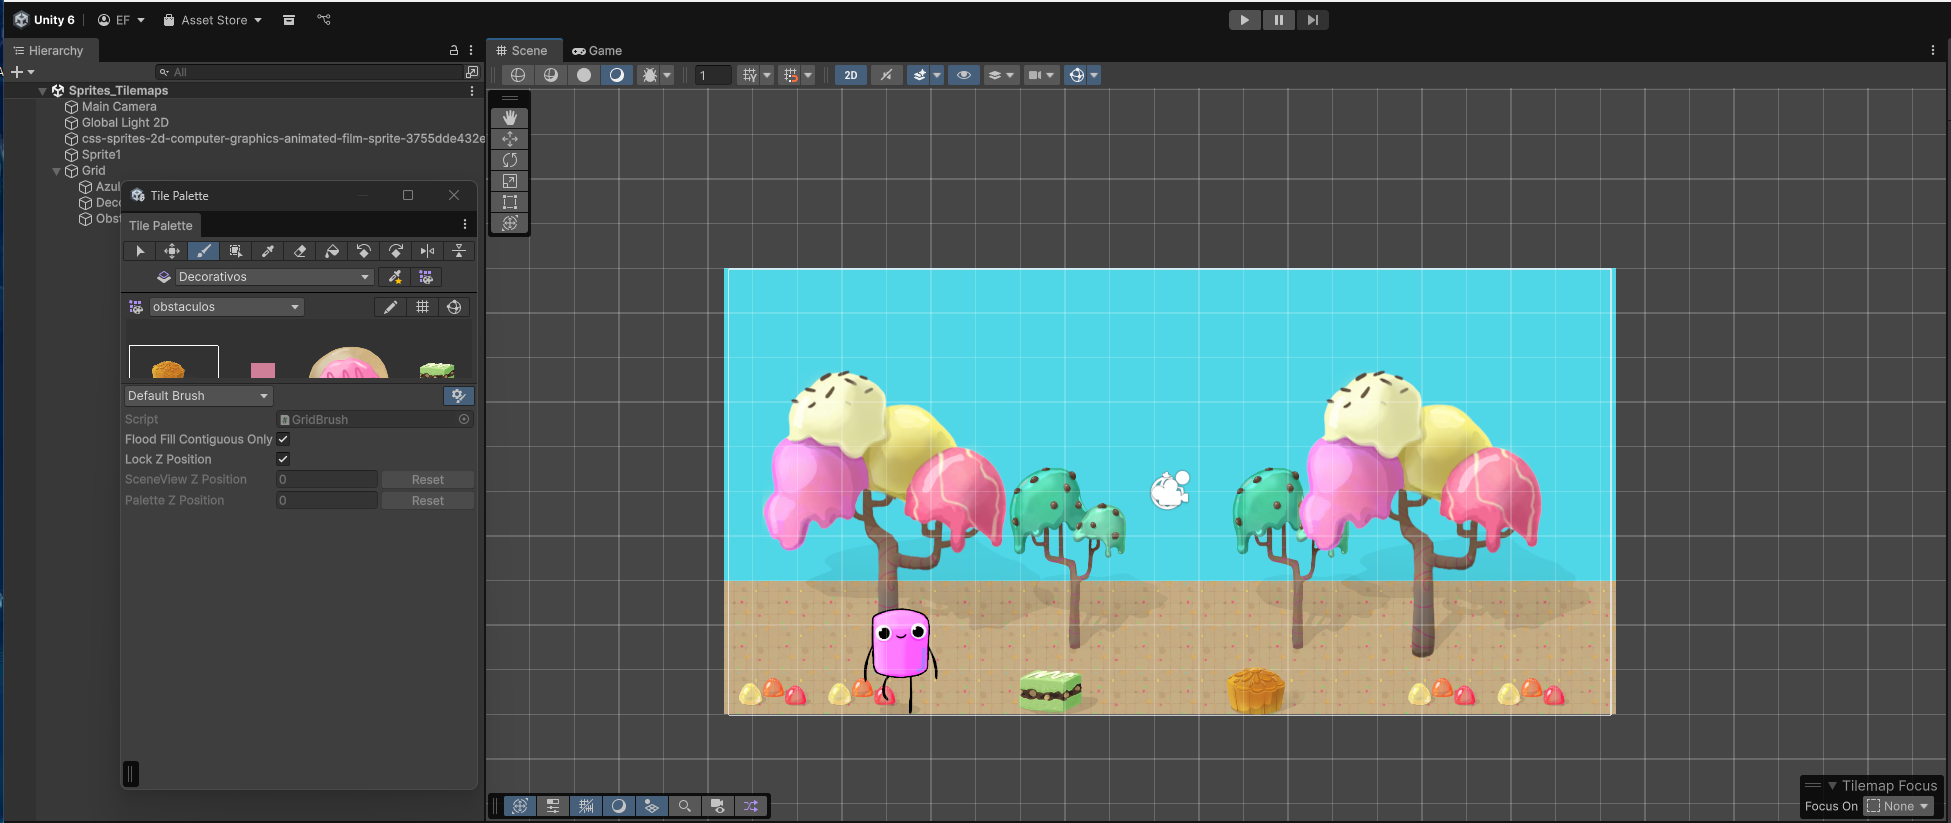 Unity 6 EF Asset Store
Hierarchy
All
Sprites_Tilemaps
Main Camera
Global Light 2D
css-sprites-2d-computer-graphics-animated-film-sprite-3755dde432e
Sprite1
Grid
Azul
Deco
Obst
Tile Palette
Tile Palette
Decorativos
obstaculos
Default Brush
Script GridBrush
Flood Fill Contiguous Only
Lock Z Position
SceneView Z Position 0 Reset
Palette Z Position 0 Reset
Scene Game
1 2D
Tilemap Focus
Focus On None